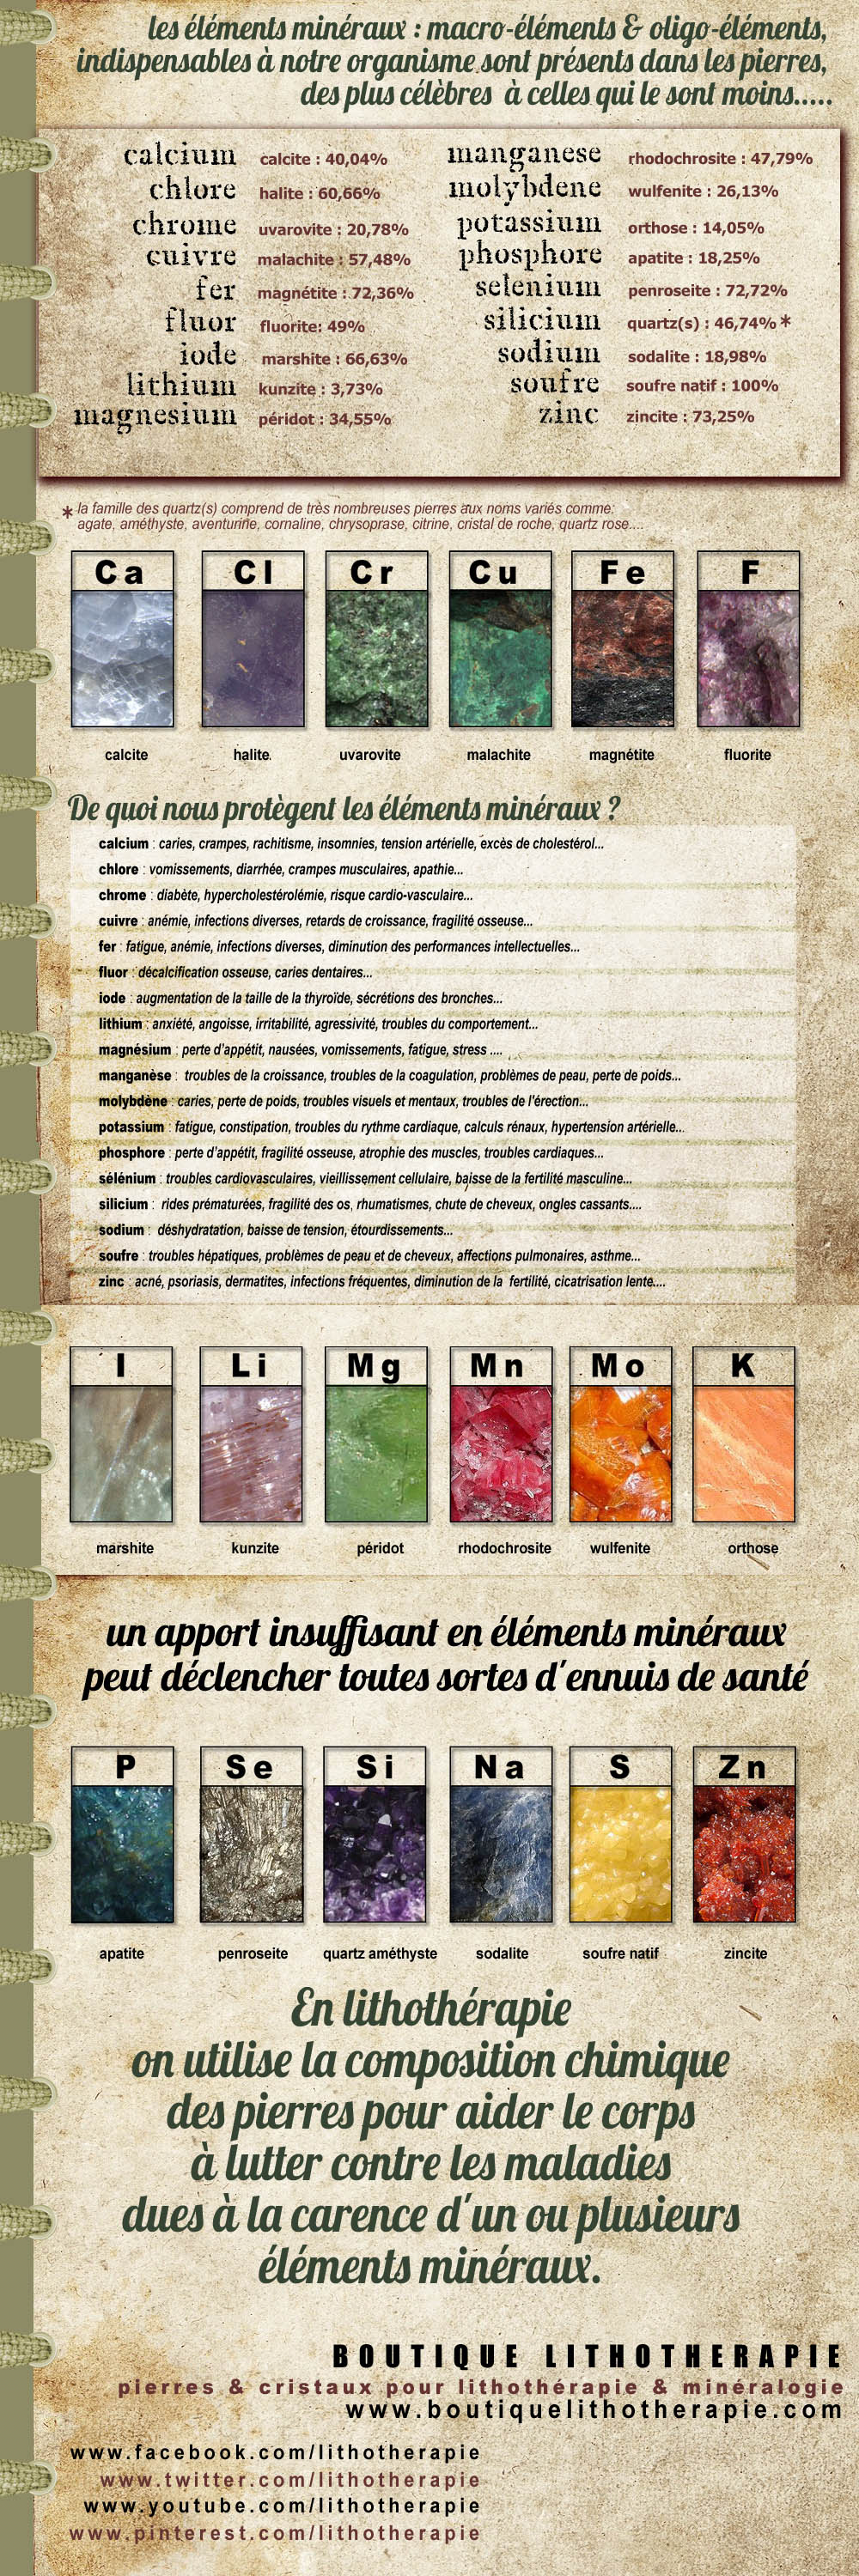 les éléments minéraux : macro-éléments & oligo-éléments,
indispensables à notre organisme sont présents dans les pierres,
des plus célèbres à celles qui le sont moins.....
calcium calcite : 40,04%
chlore halite : 60,66%
chrome uvarovite : 20,78%
cuivre malachite : 57,48%
fer magnétite : 72,36%
fluor fluorite: 49%
iode marshite : 66,63%
lithium kunzite : 3,73%
magnesium péridot : 34,55%
manganese rhodochrosite : 47,79%
molybdene wulfenite : 26,13%
potassium orthose : 14,05%
phosphore apatite : 18,25%
selenium penroseite : 72,72%
silicium quartz(s) : 46,74% *
sodium sodalite : 18,98%
soufre soufre natif : 100%
zinc zincite : 73,25%
* la famille des quartz(s) comprend de très nombreuses pierres aux noms variés comme:
agate, améthyste, aventurine, cornaline, chrysoprase, citrine, cristal de roche, quartz rose....
Ca Cl Cr Cu Fe F
calcite halite. uvarovite malachite magnétite fluorite
De quoi nous protègent les éléments minéraux ?
calcium : caries, crampes, rachitisme, insomnies, tension artérielle, excès de cholestérol...
chlore : vomissements, diarrhée, crampes musculaires, apathie...
chrome : diabète, hypercholestérolémie, risque cardio-vasculaire...
cuivre : anémie, infections diverses, retards de croissance, fragilité osseuse...
fer : fatigue, anémie, infections diverses, diminution des performances intellectuelles...
fluor : décalcification osseuse, caries dentaires...
iode : augmentation de la taille de la thyroïde, sécrétions des bronches...
lithium : anxiété, angoisse, irritabilité, agressivité, troubles du comportement...
magnésium : perte d'appétit, nausées, vomissements, fatigue, stress ....
manganèse : troubles de la croissance, troubles de la coagulation, problèmes de peau, perte de poids...
molybdène : caries, perte de poids, troubles visuels et mentaux, troubles de l'érection...
potassium : fatigue, constipation, troubles du rythme cardiaque, calculs rénaux, hypertension artérielle...
phosphore : perte d'appétit, fragilité osseuse, atrophie des muscles, troubles cardiaques...
sélénium : troubles cardiovasculaires, vieillissement cellulaire, baisse de la fertilité masculine...
silicium : rides prématurées, fragilité des os, rhumatismes, chute de cheveux, ongles cassants....
sodium : déshydratation, baisse de tension, étourdissements...
soufre : troubles hépatiques, problèmes de peau et de cheveux, affections pulmonaires, asthme...
zinc : acné, psoriasis, dermatites, infections fréquentes, diminution de la fertilité, cicatrisation lente....
I Li Mg Mn Mo K
marshite kunzite péridot rhodochrosite wulfenite orthose
un apport insuffisant en éléments minéraux
peut déclencher toutes sortes d'ennuis de santé
P Se Si Na S Zn
apatite penroseite quartz améthyste sodalite soufre natif zincite
En lithothérapie
on utilise la composition chimique
des pierres pour aider le corps
à lutter contre les maladies
dues à la carence d'un ou plusieurs
éléments minéraux.
BOUTIQUE LITHOTHERAPIE
pierres & cristaux pour lithothérapie & minéralogie
www.boutiquelithotherapie.com
www.facebook.com/lithotherapie
www.twitter.com/lithotherapie
www.youtube.com/lithotherapie
www.pinterest.com/lithotherapie